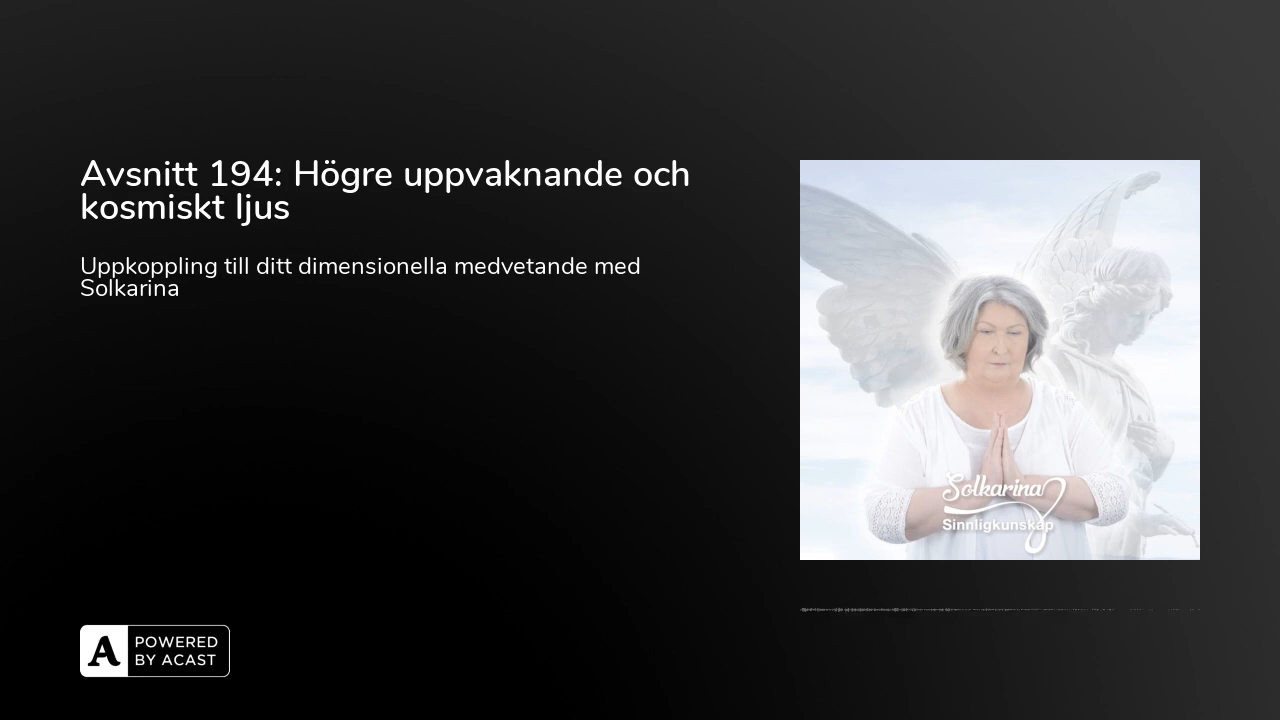 Avsnitt 194: Högre uppvaknande och
kosmiskt ljus
Uppkoppling till ditt dimensionella medvetande med
Solkarina
Solkarina
Sinnligkunskap
A POWERED
BY ACAST